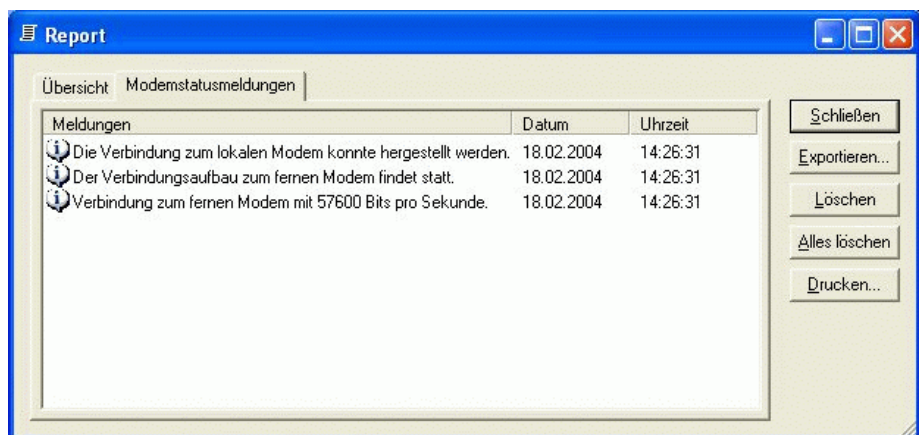 Report
Übersicht Modemstatusmeldungen
Meldungen Datum Uhrzeit
Die Verbindung zum lokalen Modem konnte hergestellt werden. 18.02.2004 14:26:31
Der Verbindungsaufbau zum fernen Modem findet statt. 18.02.2004 14:26:31
Verbindung zum fernen Modem mit 57600 Bits pro Sekunde. 18.02.2004 14:26:31
Schließen
Exportieren...
Löschen
Alles löschen
Drucken...